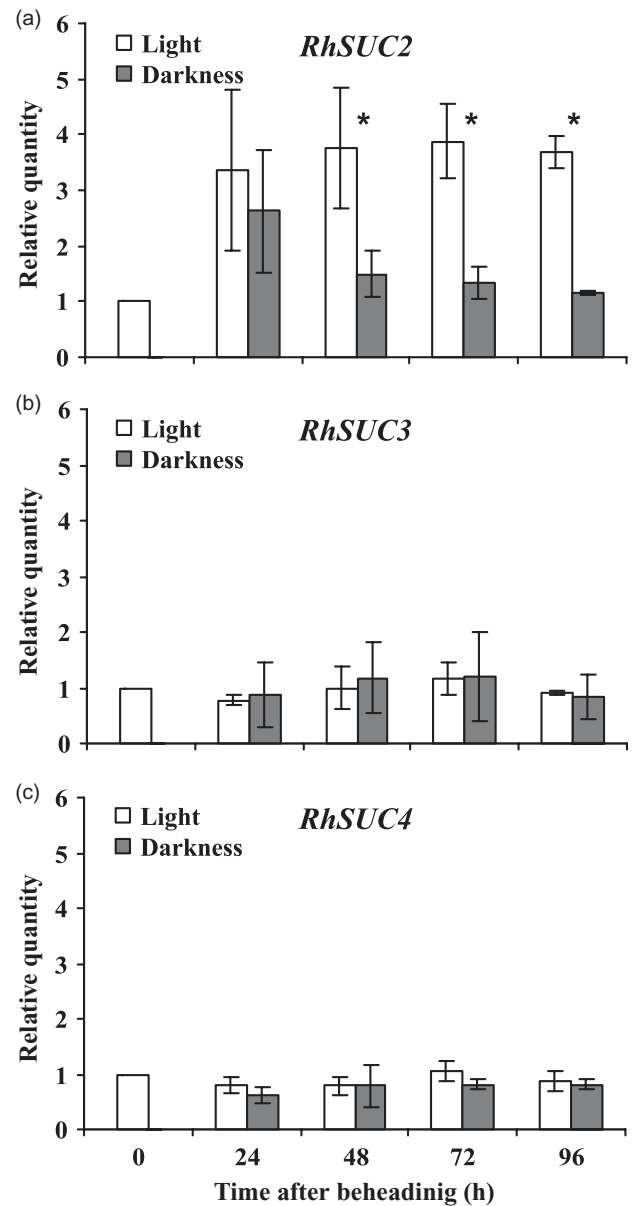 (a)
6
Light
RhSUC2
5
Darkness
4
* * *
3
2
1
0
Relative quantity
(b)
6
Light
RhSUC3
5
Darkness
4
3
2
1
0
Relative quantity
(c)
6
Light
RhSUC4
5
Darkness
4
3
2
1
0
Relative quantity
0 24 48 72 96
Time after beheadinig (h)